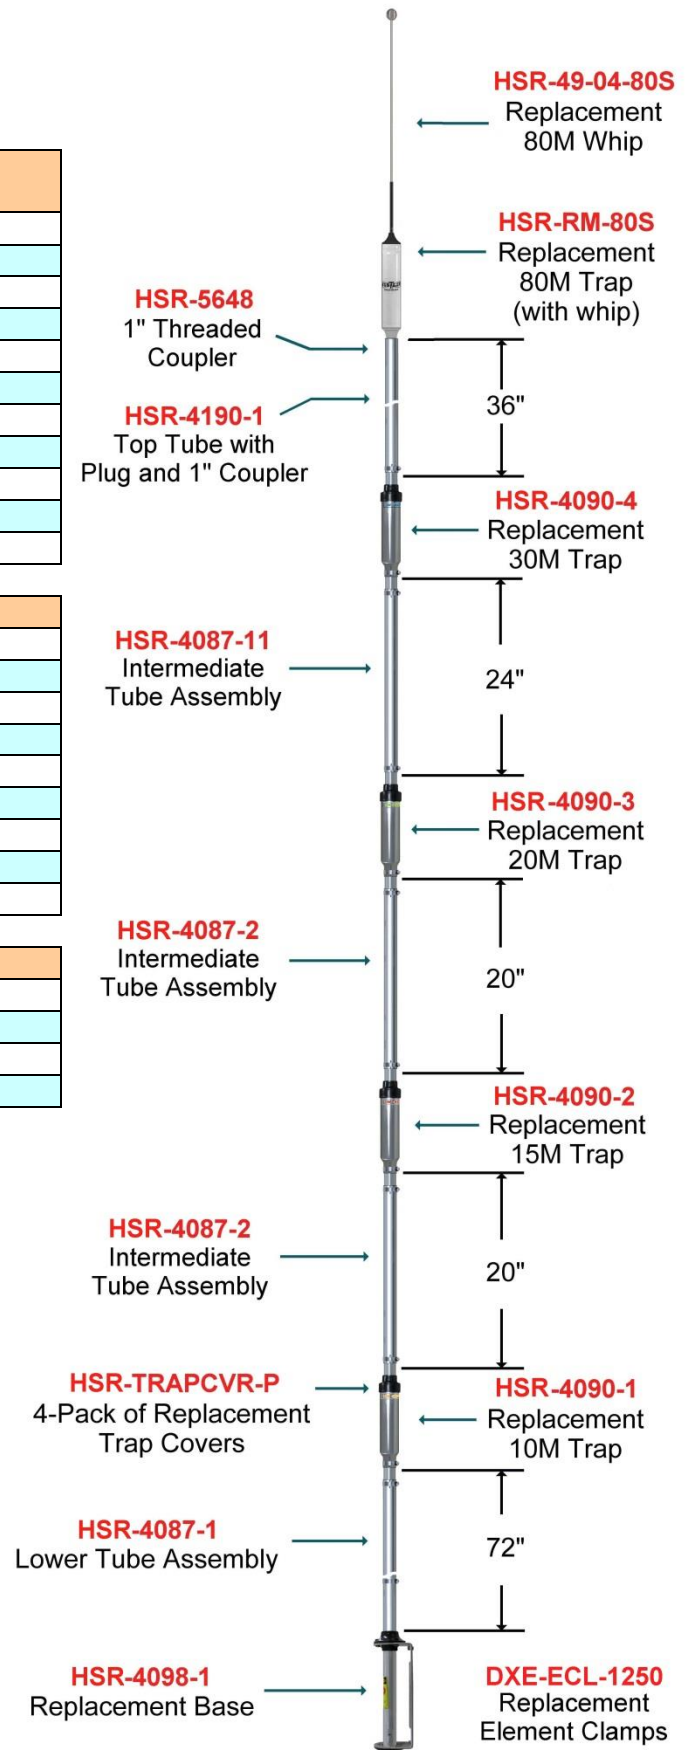 HSR-49-04-80S
Replacement
80M Whip
HSR-RM-80S
Replacement
80M Trap
(with whip)
HSR-5648
1" Threaded
Coupler
36"
HSR-4190-1
Top Tube with
Plug and 1" Coupler
HSR-4090-4
Replacement
30M Trap
HSR-4087-11
Intermediate
Tube Assembly
24"
HSR-4090-3
Replacement
20M Trap
HSR-4087-2
Intermediate
Tube Assembly
20"
HSR-4090-2
Replacement
15M Trap
HSR-4087-2
Intermediate
Tube Assembly
20"
HSR-TRAPCVR-P
4-Pack of Replacement
Trap Covers
HSR-4090-1
Replacement
10M Trap
HSR-4087-1
Lower Tube Assembly
72"
HSR-4098-1
Replacement Base
DXE-ECL-1250
Replacement
Element Clamps